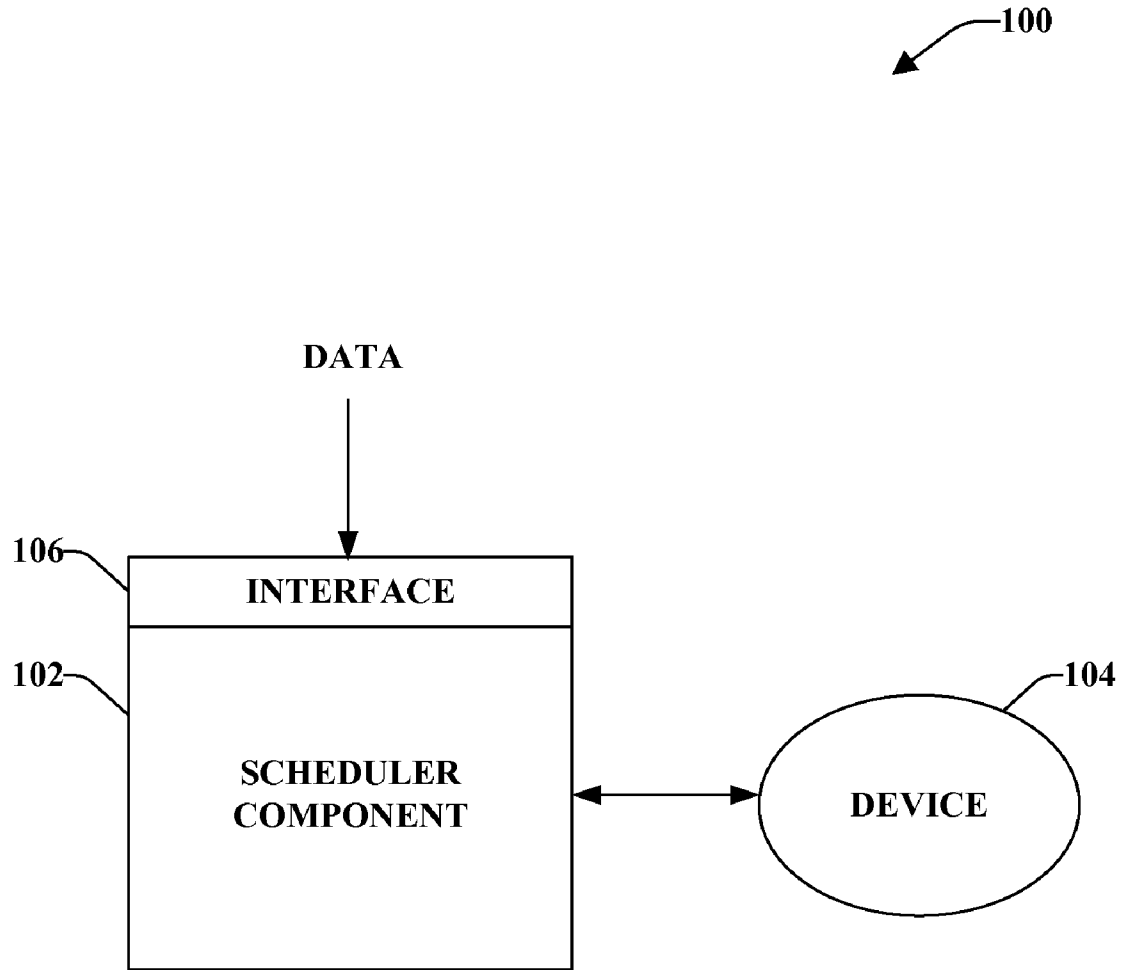 100
DATA
106
INTERFACE
102
SCHEDULER
COMPONENT
104
DEVICE